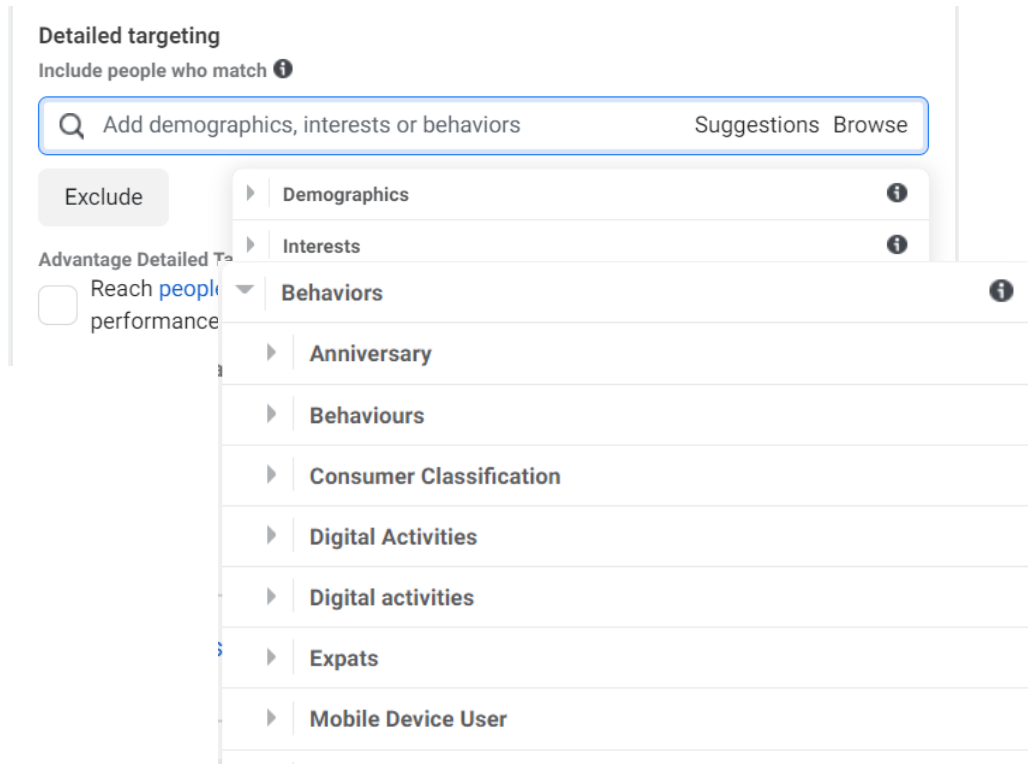 Detailed targeting
Include people who match
Add demographics, interests or behaviors Suggestions Browse
Exclude
Demographics
Interests
Advantage Detailed
Reach people
performance
Behaviors
Anniversary
Behaviours
Consumer Classification
Digital Activities
Digital activities
Expats
Mobile Device User